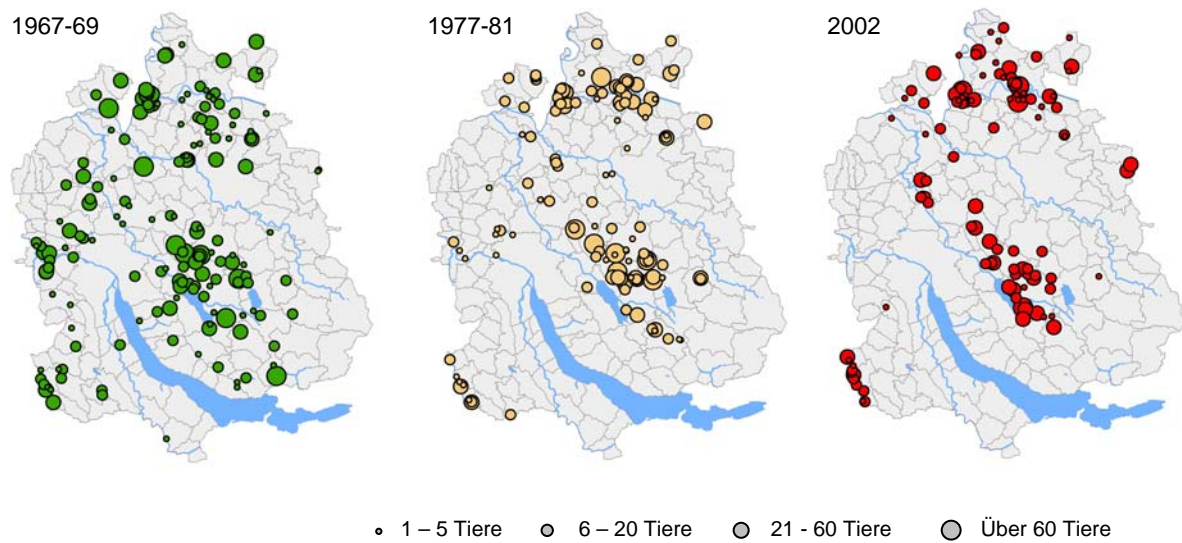 1967-69
1977-81
2002
1 – 5 Tiere
6 – 20 Tiere
21 - 60 Tiere
Über 60 Tiere